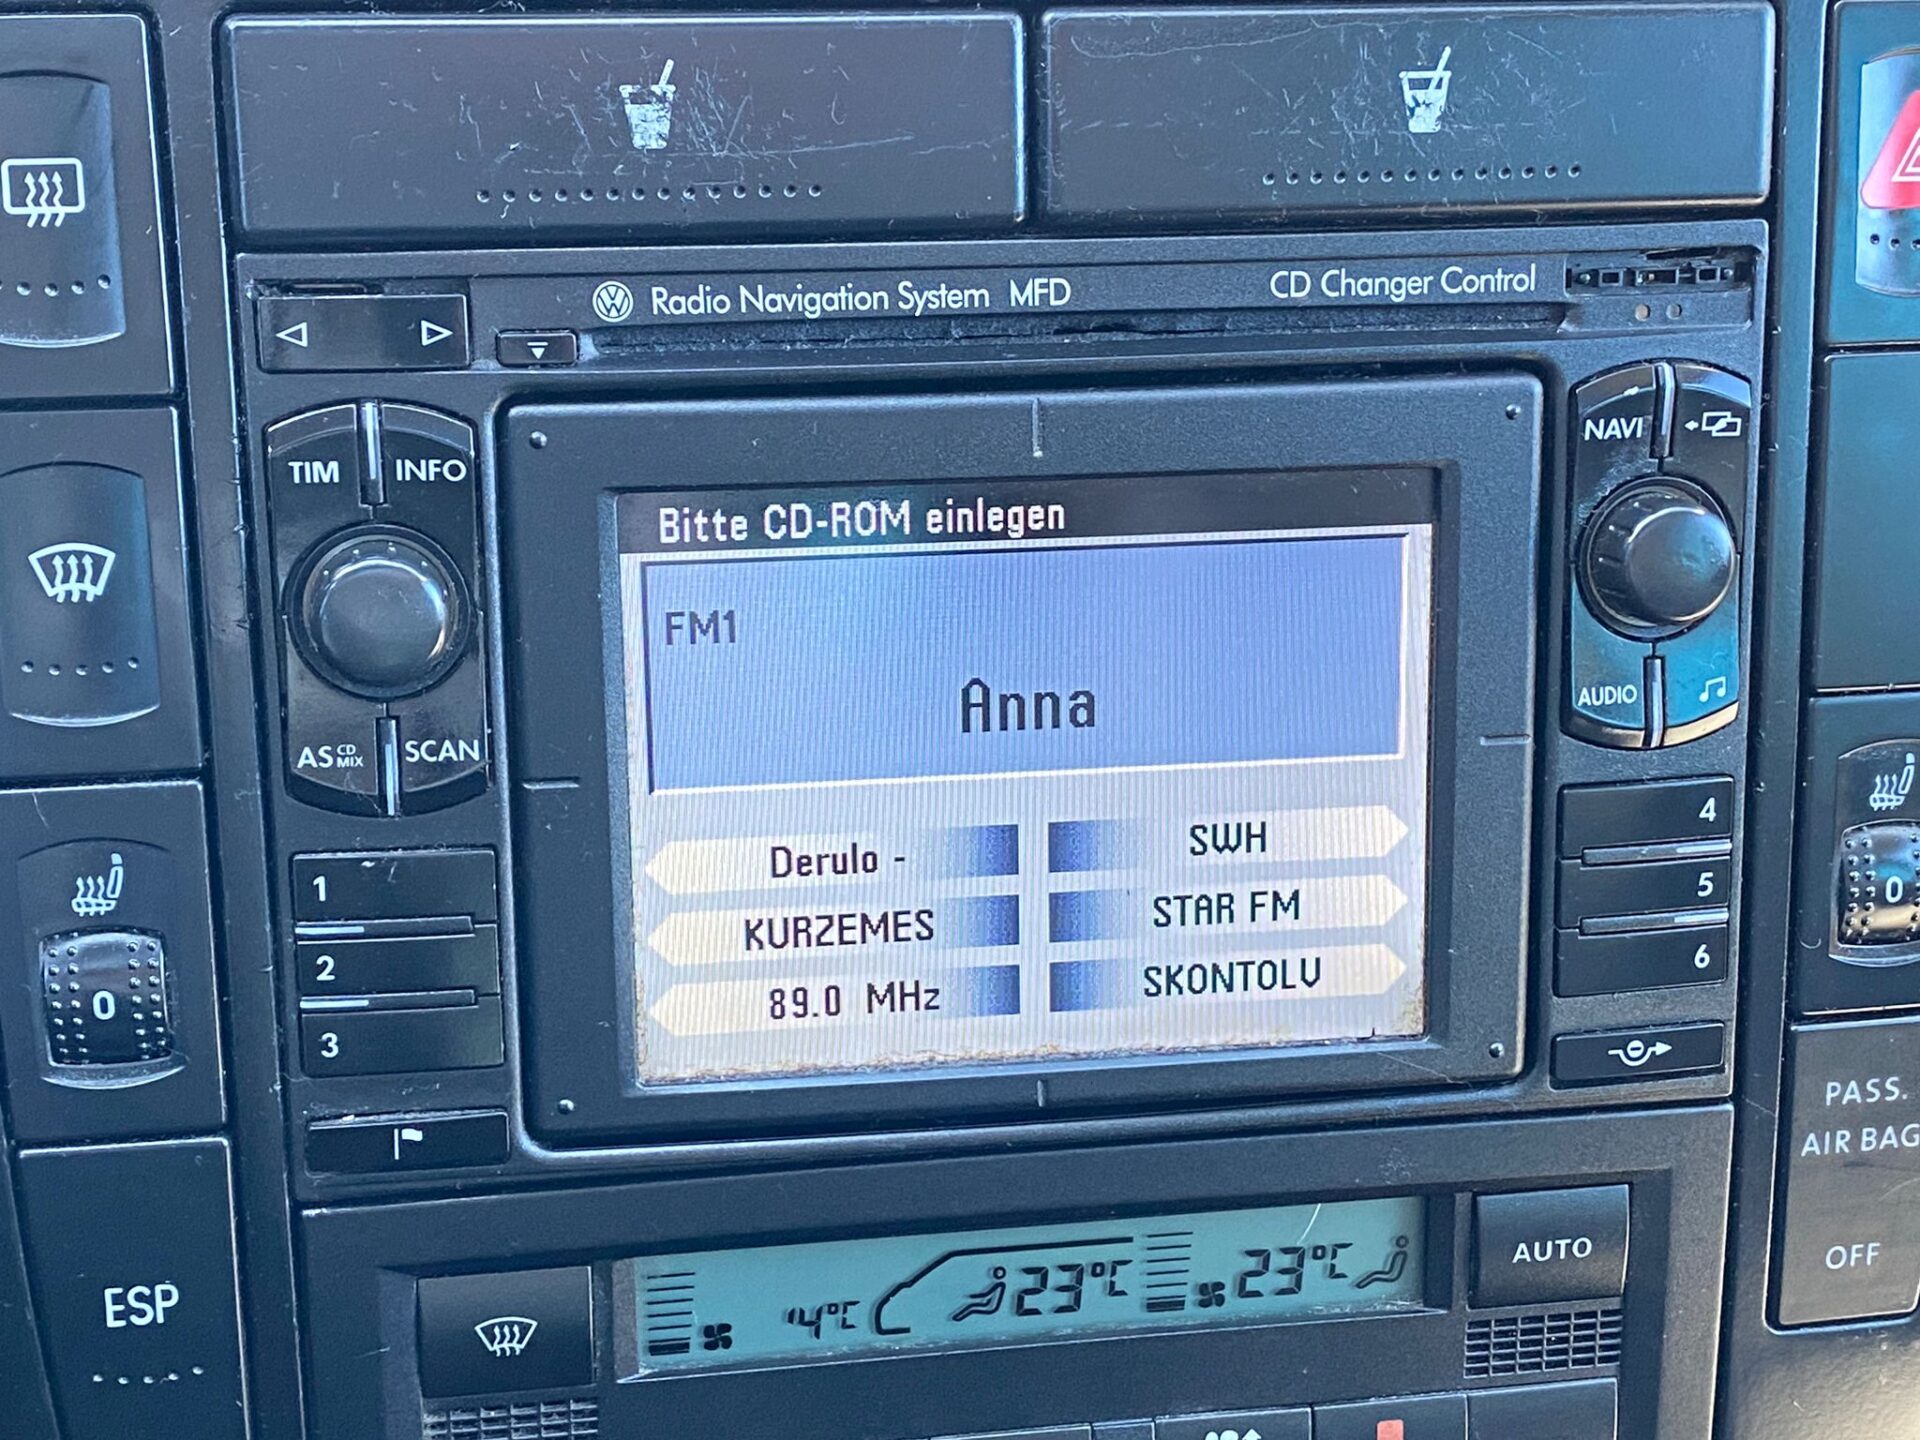 Radio Navigation System MFD
CD Changer Control
TIM
INFO
AS CD MIX
SCAN
NAVI
AUDIO
Bitte CD-ROM einlegen
FM1
Anna
Derulo -
SWH
KURZEMES
STAR FM
89.0 MHz
SKONTOLV
1
2
3
4
5
6
0
0
PASS.
AIR BAG
OFF
ESP
23°C
23°C
AUTO